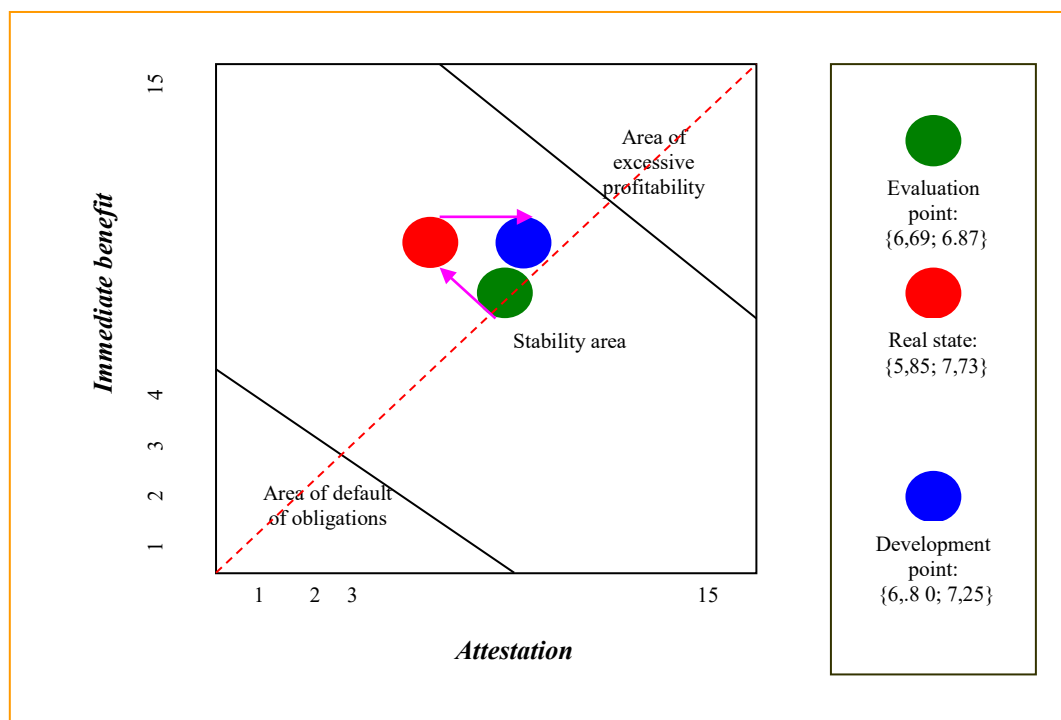 15
Area of
excessive
profitability
Immediate benefit
Stability area
4
3
2
1
Area of default
of obligations
1 2 3 15
Attestation
Evaluation
point:
{6,69; 6.87}
Real state:
{5,85; 7,73}
Development
point:
{6,.8 0; 7,25}